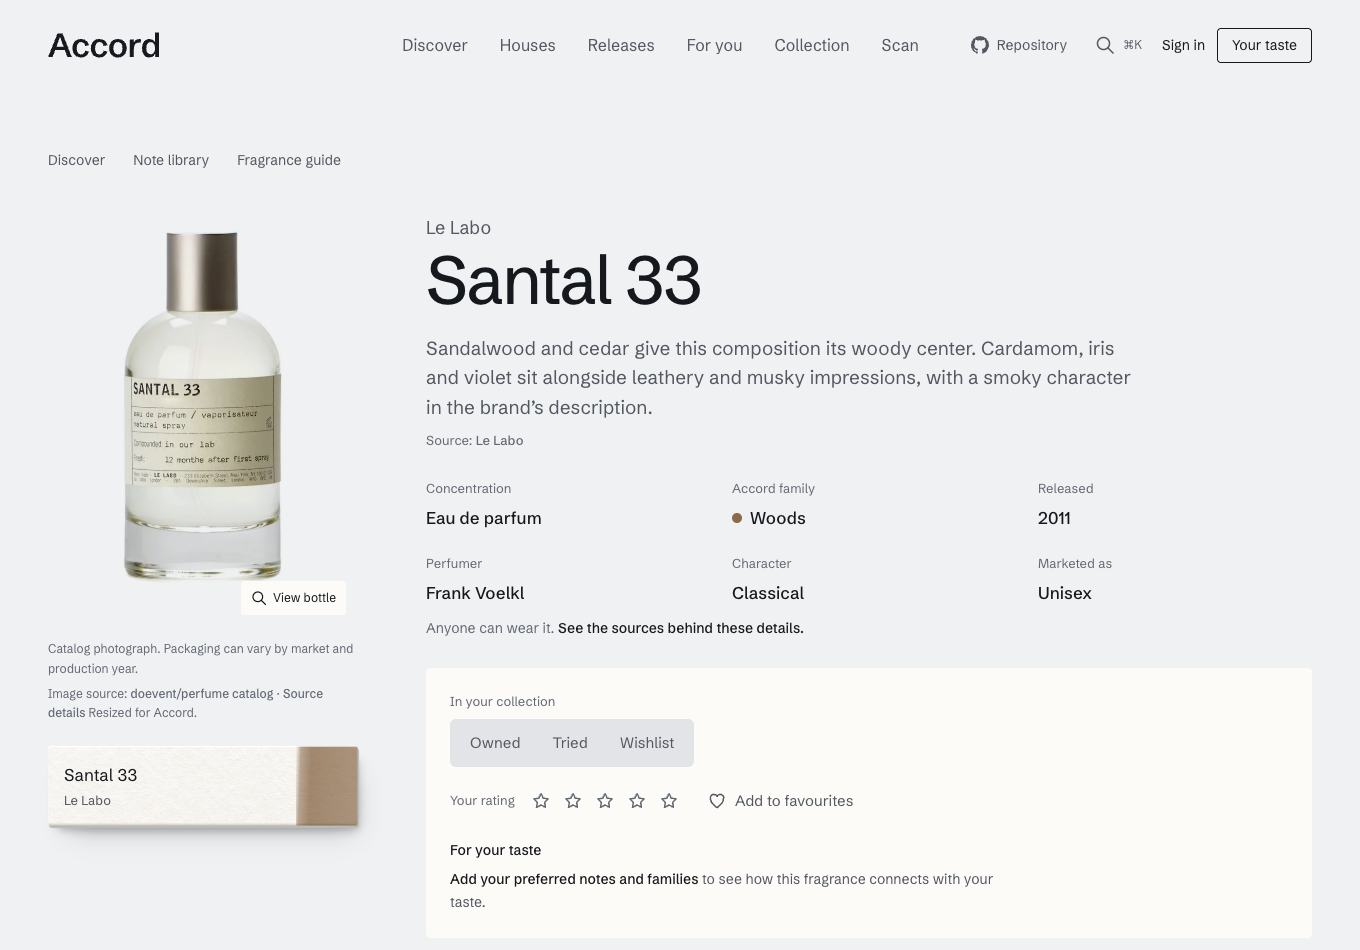 Accord
Discover
Houses
Releases
For you
Collection
Scan
Repository
⌘K
Sign in
Your taste
Discover
Note library
Fragrance guide
SANTAL 33
eau de parfum / vaporisateur
natural spray
Compounded in our lab
12 months after first spray
LE LABO
View bottle
Catalog photograph. Packaging can vary by market and
production year.
Image source: doevent/perfume catalog · Source
details Resized for Accord.
Santal 33
Le Labo
Le Labo
Santal 33
Sandalwood and cedar give this composition its woody center. Cardamom, iris
and violet sit alongside leathery and musky impressions, with a smoky character
in the brand’s description.
Source: Le Labo
Concentration
Eau de parfum
Accord family
Woods
Released
2011
Perfumer
Frank Voelkl
Character
Classical
Marketed as
Unisex
Anyone can wear it. See the sources behind these details.
In your collection
Owned
Tried
Wishlist
Your rating
Add to favourites
For your taste
Add your preferred notes and families to see how this fragrance connects with your
taste.